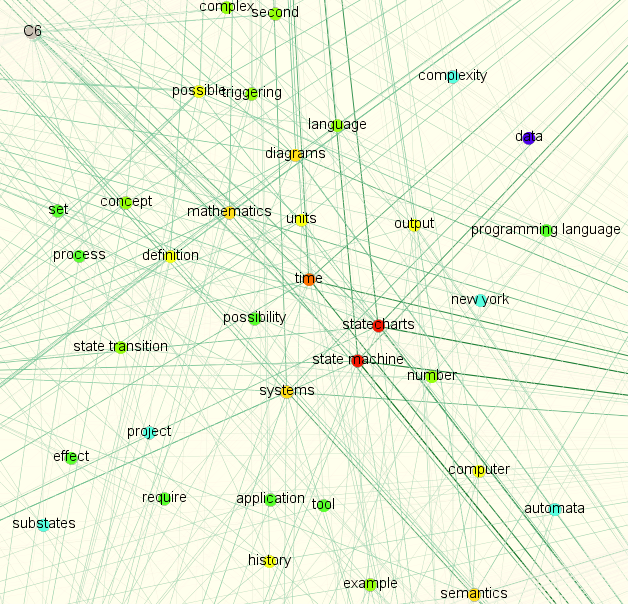 complex
second
C6
complexity
possible
triggering
language
data
diagrams
concept
set
mathematics
units
output
programming language
process
definition
time
new york
possibility
statecharts
state transition
state machine
number
systems
project
effect
computer
require
application
tool
automata
substates
history
example
semantics